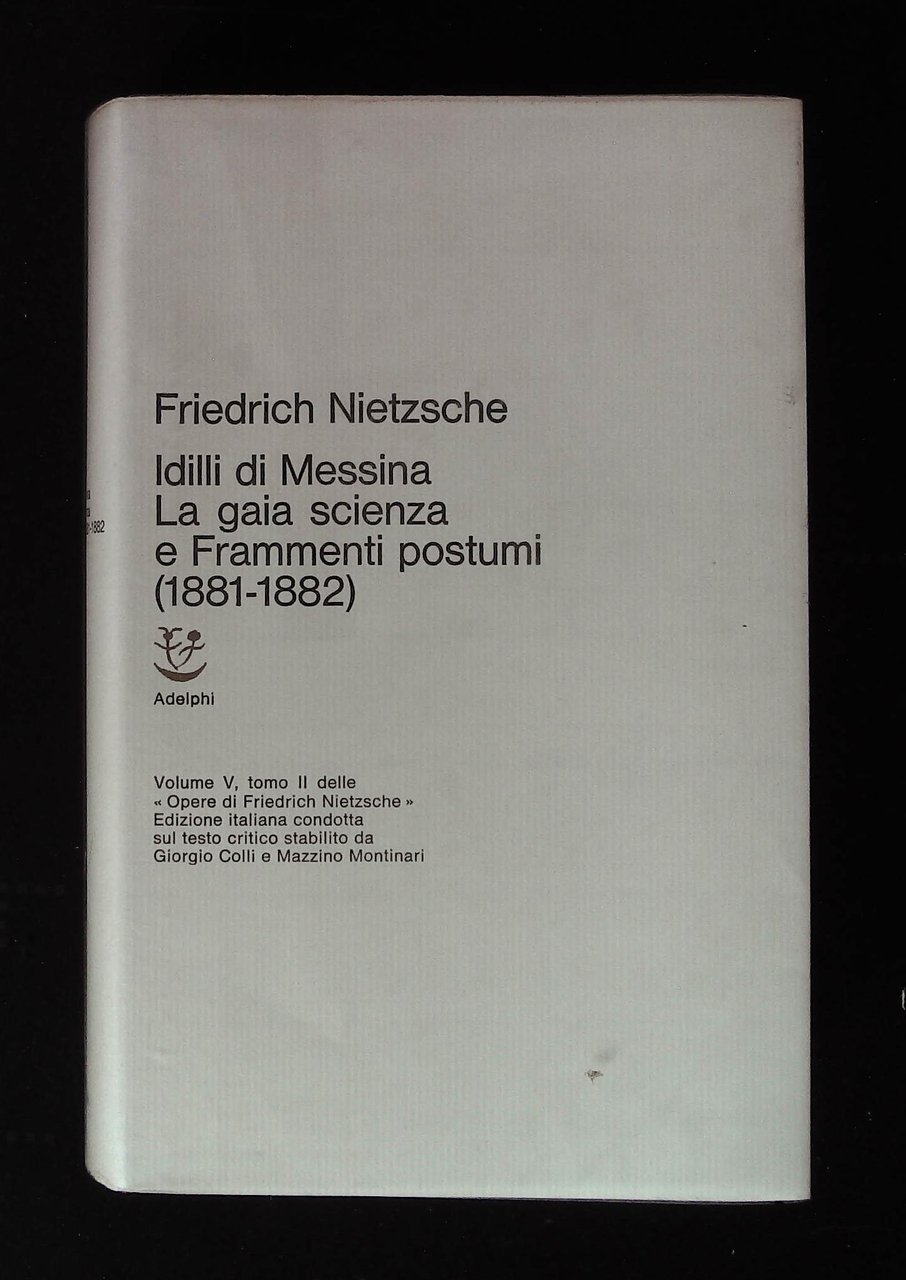 Friedrich Nietzsche
Idilli di Messina
La gaia scienza
e Frammenti postumi
(1881-1882)
Adelphi
Volume V, tomo II delle
« Opere di Friedrich Nietzsche »
Edizione italiana condotta
sul testo critico stabilito da
Giorgio Colli e Mazzino Montinari